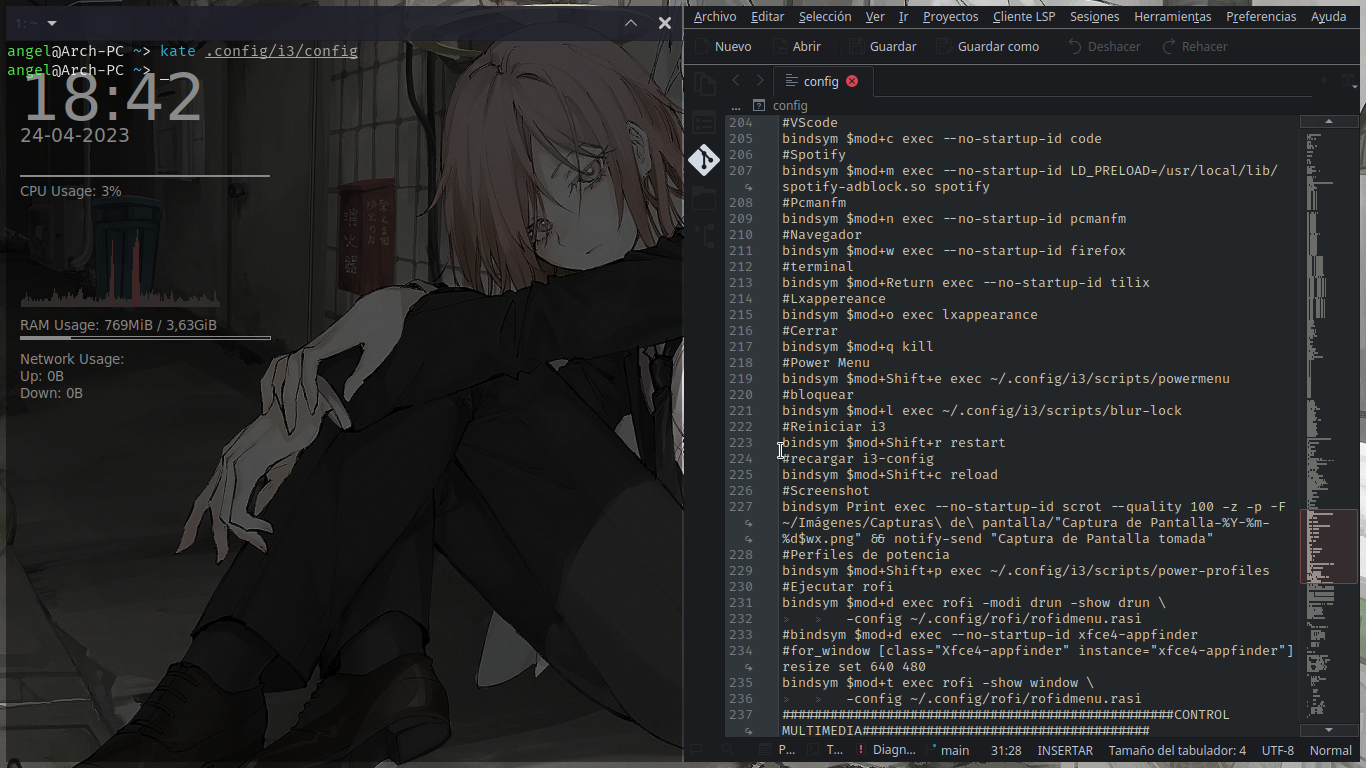 1: ~
angel@Arch-PC ~> kate .config/i3/config
angel@Arch-PC ~> _
18:42
24-04-2023
CPU Usage: 3%
RAM Usage: 769MiB / 3,63GiB
Network Usage:
Up: 0B
Down: 0B
消火器
Archivo Editar Selección Ver Ir Proyectos Cliente LSP Sesiones Herramientas Preferencias Ayuda
Nuevo Abrir Guardar Guardar como Deshacer Rehacer
config
... config
204 #VScode
205 bindsym $mod+c exec --no-startup-id code
206 #Spotify
207 bindsym $mod+m exec --no-startup-id LD_PRELOAD=/usr/local/lib/
spotify-adblock.so spotify
208 #Pcmanfm
209 bindsym $mod+n exec --no-startup-id pcmanfm
210 #Navegador
211 bindsym $mod+w exec --no-startup-id firefox
212 #terminal
213 bindsym $mod+Return exec --no-startup-id tilix
214 #Lxappereance
215 bindsym $mod+o exec lxappearance
216 #Cerrar
217 bindsym $mod+q kill
218 #Power Menu
219 bindsym $mod+Shift+e exec ~/.config/i3/scripts/powermenu
220 #bloquear
221 bindsym $mod+l exec ~/.config/i3/scripts/blur-lock
222 #Reiniciar i3
223 bindsym $mod+Shift+r restart
224 #recargar i3-config
225 bindsym $mod+Shift+c reload
226 #Screenshot
227 bindsym Print exec --no-startup-id scrot --quality 100 -z -p -F
~/Imágenes/Capturas\ de\ pantalla/"Captura de Pantalla-%Y-%m-
%d$wx.png" && notify-send "Captura de Pantalla tomada"
228 #Perfiles de potencia
229 bindsym $mod+Shift+p exec ~/.config/i3/scripts/power-profiles
230 #Ejecutar rofi
231 bindsym $mod+d exec rofi -modi drun -show drun \
232 -config ~/.config/rofi/rofidmenu.rasi
233 #bindsym $mod+d exec --no-startup-id xfce4-appfinder
234 #for_window [class="Xfce4-appfinder" instance="xfce4-appfinder"]
resize set 640 480
235 bindsym $mod+t exec rofi -show window \
236 -config ~/.config/rofi/rofidmenu.rasi
237 #################################################CONTROL
MULTIMEDIA####################################
P... T... Diagn... main 31:28 INSERTAR Tamaño del tabulador: 4 UTF-8 Normal